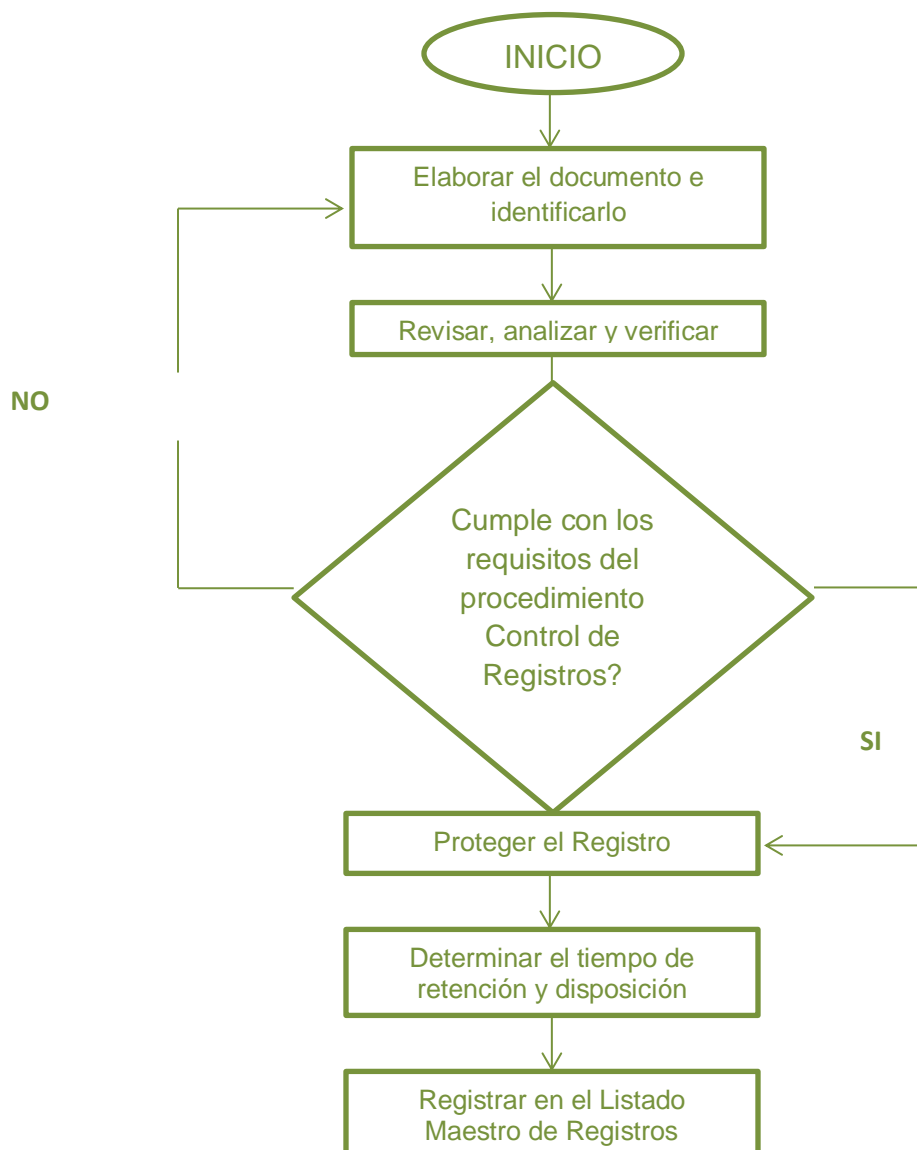 INICIO
Elaborar el documento e
identificarlo
Revisar, analizar y verificar
NO
Cumple con los
requisitos del
procedimiento
Control de
Registros?
SI
Proteger el Registro
Determinar el tiempo de
retención y disposición
Registrar en el Listado
Maestro de Registros